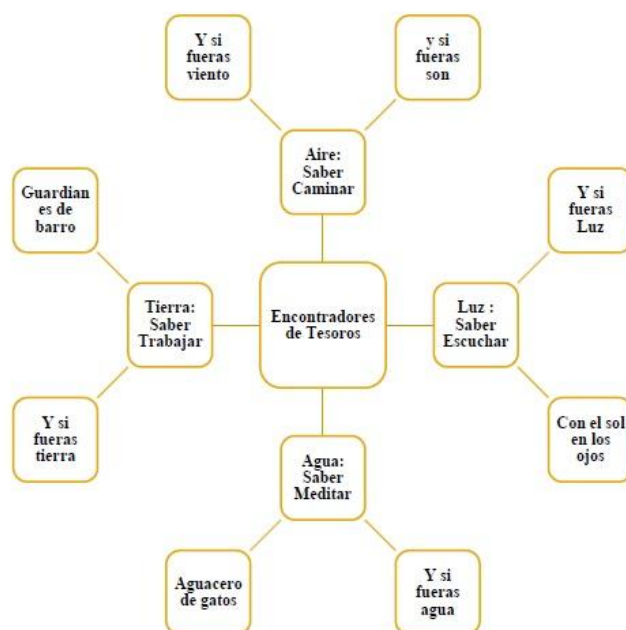 Y si
fueras
viento
y si
fueras
son
Aire:
Saber
Caminar
Guardian
es de
barro
Y si
fueras
Luz
Tierra:
Saber
Trabajar
Encontradores
de Tesoros
Luz :
Saber
Escuchar
Y si
fueras
tierra
Con el sol
en los
ojos
Agua:
Saber
Meditar
Aguacero
de gatos
Y si
fueras
agua